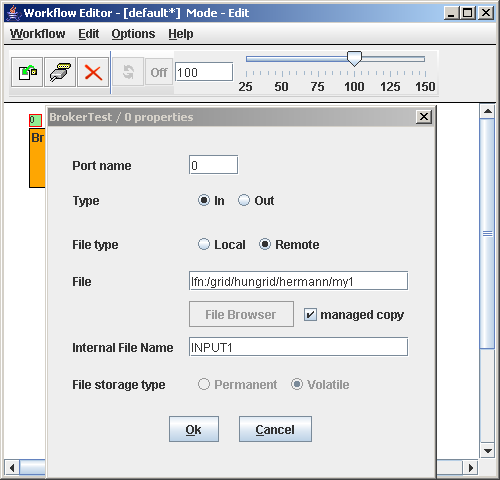 Workflow Editor - [default*] Mode - Edit
Workflow Edit Options Help
Off 100
25 50 75 100 125 150
0
Br
BrokerTest / 0 properties
Port name 0
Type In Out
File type Local Remote
File lfn:/grid/hungrid/hermann/my1
File Browser managed copy
Internal File Name INPUT1
File storage type Permanent Volatile
Ok Cancel